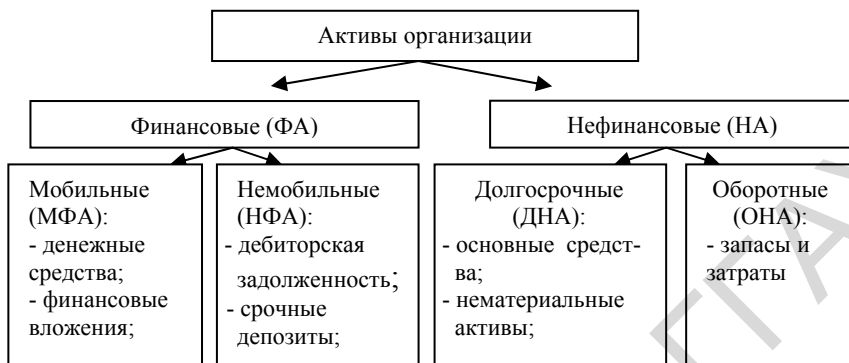 Активы организации
Финансовые (ФА)
Нефинансовые (НА)
Мобильные
(МФА):
- денежные
средства;
- финансовые
вложения;
Немобильные
(НФА):
- дебиторская
задолженность;
- срочные
депозиты;
Долгосрочные
(ДНА):
- основные средст-
ва;
- нематериальные
активы;
Оборотные
(ОНА):
- запасы и
затраты
ГГАУ